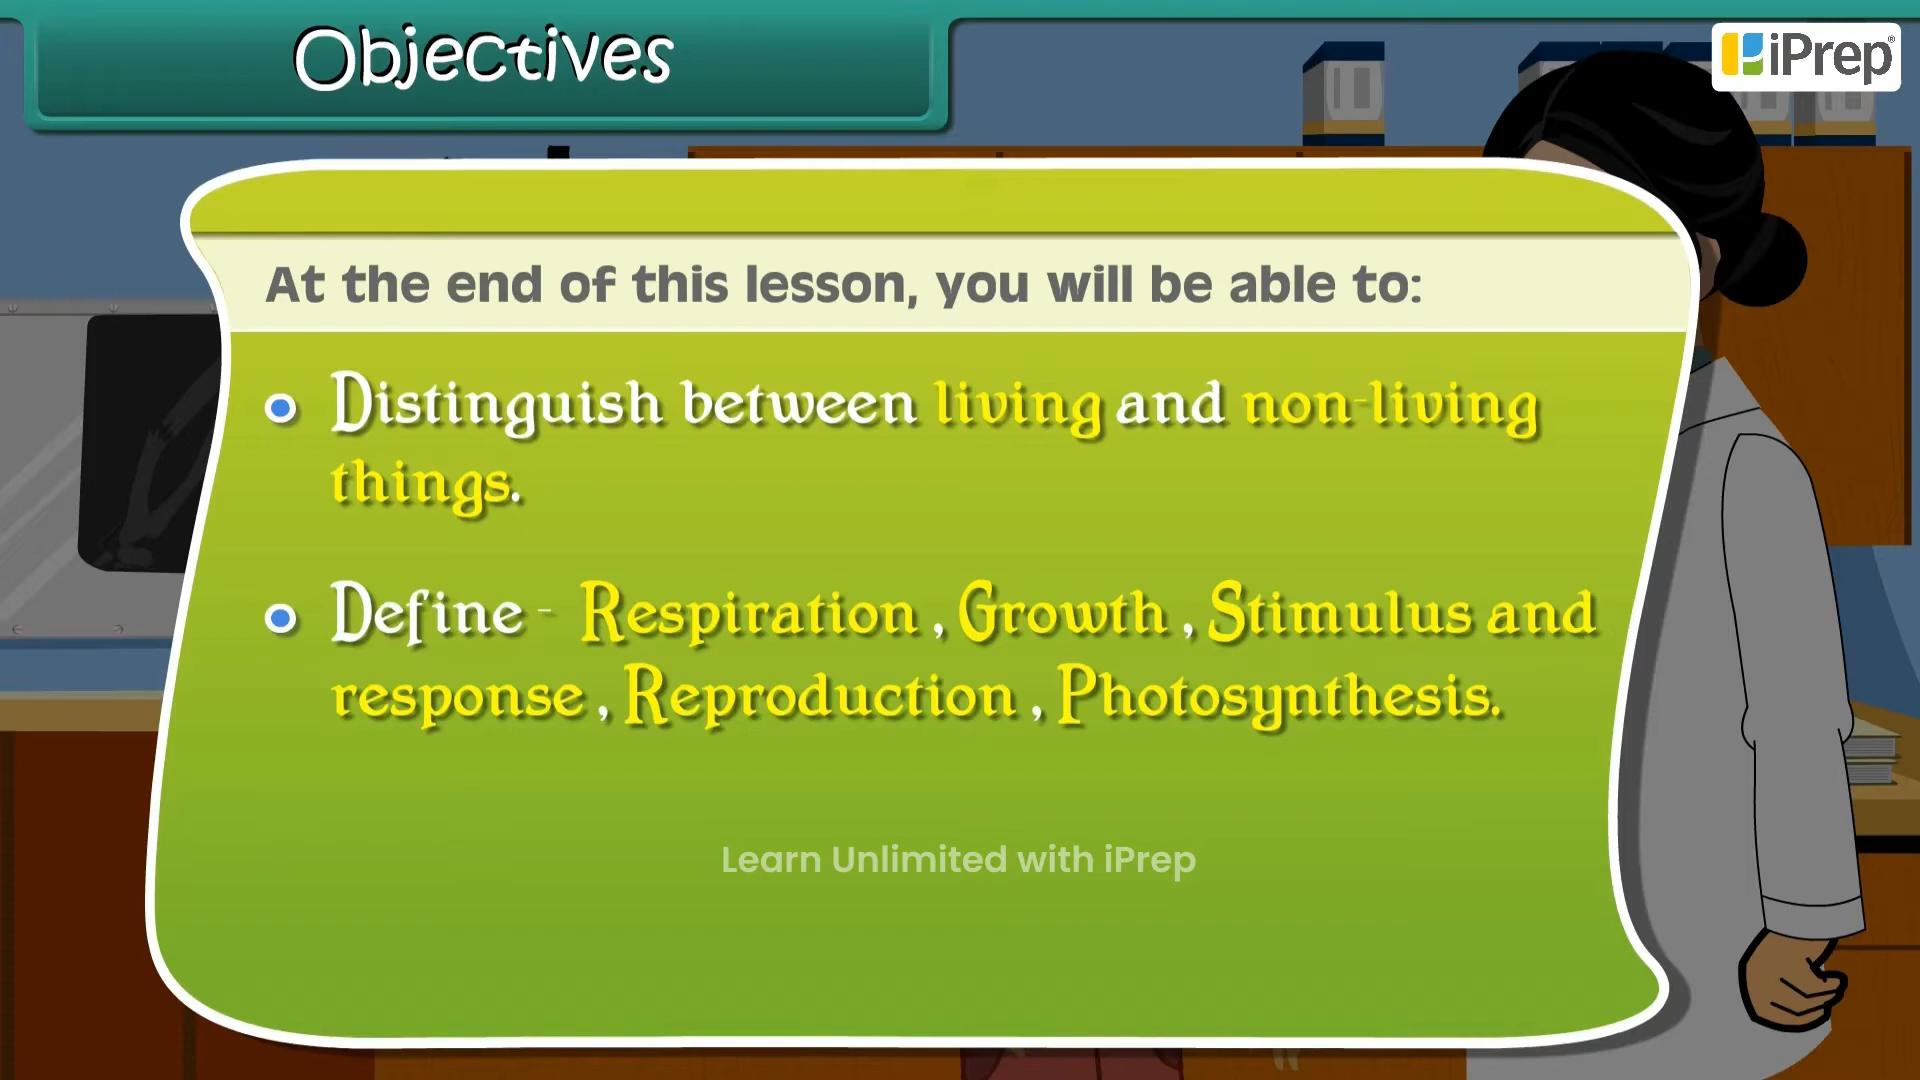 Objectives
iPrep®
At the end of this lesson, you will be able to:
Distinguish between living and non-living
things.
Define - Respiration , Growth , Stimulus and
response , Reproduction , Photosynthesis.
Learn Unlimited with iPrep